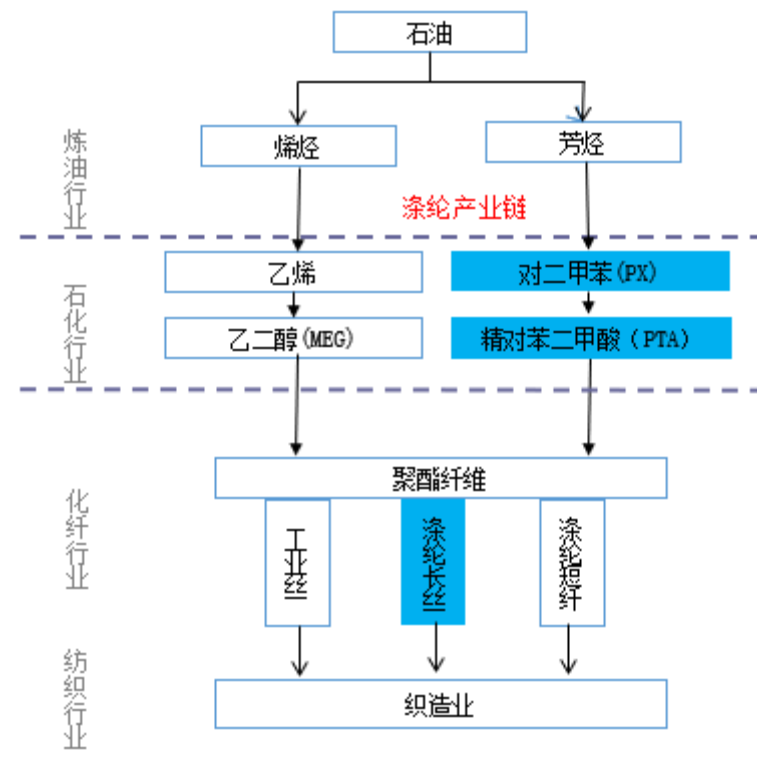 石油
烯烃
芳烃
炼油行业
涤纶产业链
乙烯
对二甲苯(PX)
石化行业
乙二醇(MEG)
精对苯二甲酸（PTA）
聚酯纤维
化纤行业
工业丝
涤纶长丝
涤纶短纤
纺织行业
织造业